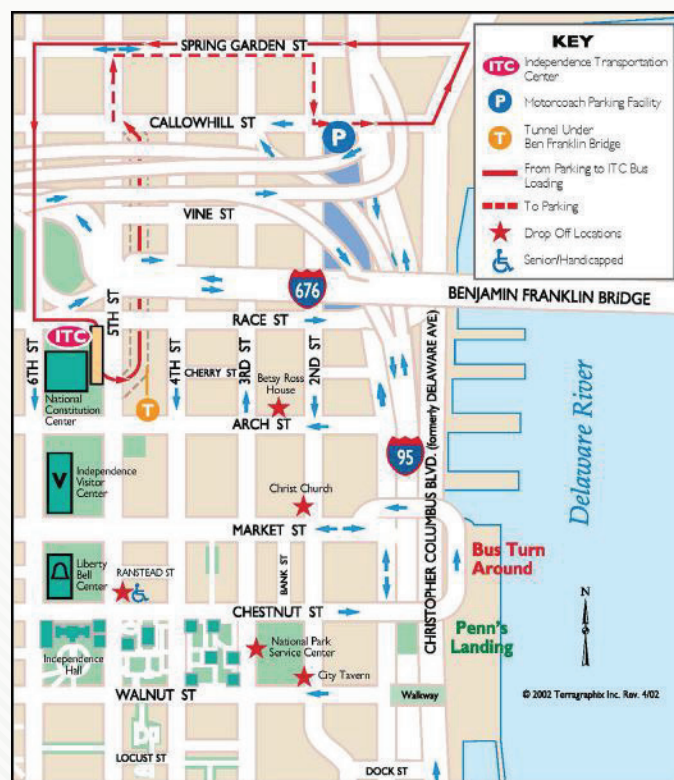 SPRING GARDEN ST
CALLOWHILL ST
P
VINE ST
676
BENJAMIN FRANKLIN BRIDGE
5TH ST
RACE ST
ITC
6TH ST
4TH ST
3RD ST
2ND ST
CHERRY ST
National
Constitution
Center
T
Betsy Ross
House
ARCH ST
95
CHRISTOPHER COLUMBUS BLVD. (formerly DELAWARE AVE.)
Delaware River
V
Independence
Visitor
Center
Christ Church
MARKET ST
Bus Turn
Around
Liberty
Bell
Center
RANSTEAD ST
BANK ST
CHESTNUT ST
Penn's
Landing
N
Independence
Hall
National Park
Service Center
City Tavern
WALNUT ST
Walkway
© 2002 Terragraphix Inc. Rev. 4/02
LOCUST ST
DOCK ST
KEY
ITC
Independence Transportation
Center
P
Motorcoach Parking Facility
T
Tunnel Under
Ben Franklin Bridge
From Parking to ITC Bus
Loading
To Parking
Drop Off Locations
Senior/Handicapped